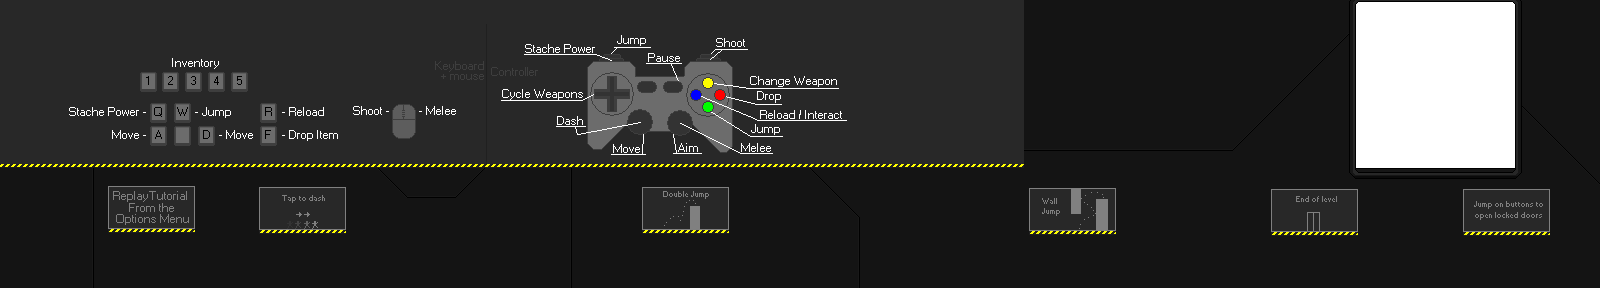 Inventory
1 2 3 4 5
Stache Power - Q W - Jump R - Reload
Move - A D - Move F - Drop Item
Shoot - - Melee
Keyboard
+ mouse
Controller
Jump
Stache Power
Shoot
Pause
Change Weapon
Cycle Weapons
Drop
Reload / Interact
Dash
Jump
Move
Aim
Melee
Replay Tutorial
From the
Options Menu
Tap to dash
Double Jump
Wall
Jump
End of level
Jump on buttons to
open locked doors